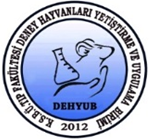 K.S.B.Ü. TIP FAKÜLTESİ DENEY HAYVANLARI YETİŞTİRME VE UYGULAMA BİRİMİ
DEHYUB
2012